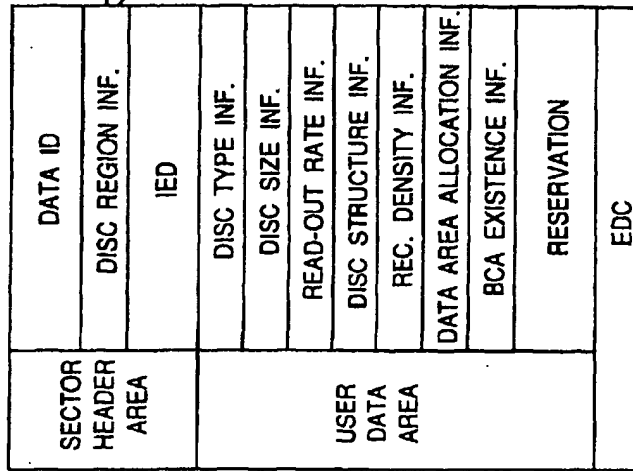 SECTOR
HEADER
AREA
DATA ID
DISC REGION INF.
IED
USER
DATA
AREA
DISC TYPE INF.
DISC SIZE INF.
READ-OUT RATE INF.
DISC STRUCTURE INF.
REC. DENSITY INF.
DATA AREA ALLOCATION INF.
BCA EXISTENCE INF.
RESERVATION
EDC